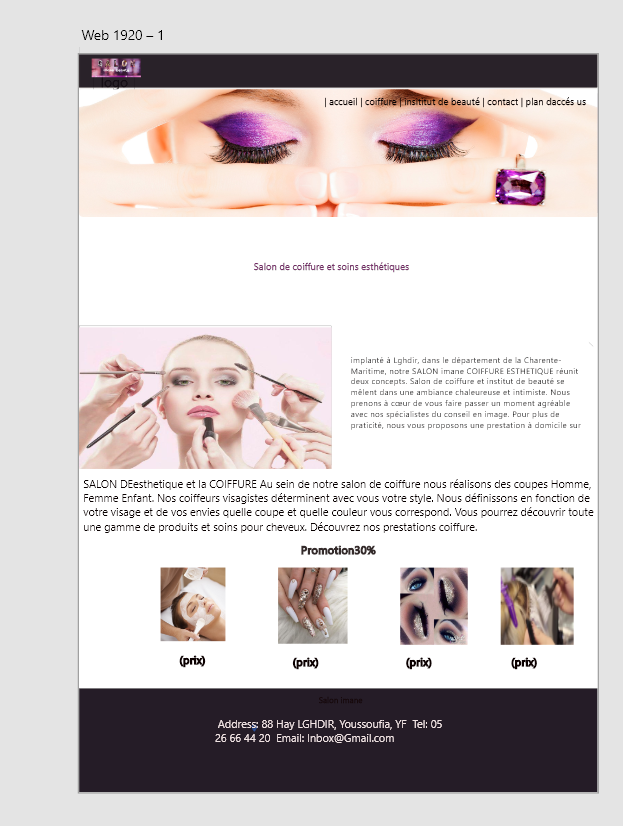 Web 1920 – 1
SALON
logo
| accueil | coiffure | insititut de beauté | contact | plan daccés us
Salon de coiffure et soins esthétiques
implanté à Lghdir, dans le département de la Charente-
Maritime, notre SALON imane COIFFURE ESTHETIQUE réunit
deux concepts. Salon de coiffure et institut de beauté se
mêlent dans une ambiance chaleureuse et intimiste. Nous
prenons à cœur de vous faire passer un moment agréable
avec nos spécialistes du conseil en image. Pour plus de
praticité, nous vous proposons une prestation à domicile sur
SALON DEesthetique et la COIFFURE Au sein de notre salon de coiffure nous réalisons des coupes Homme,
Femme Enfant. Nos coiffeurs visagistes déterminent avec vous votre style. Nous définissons en fonction de
votre visage et de vos envies quelle coupe et quelle couleur vous correspond. Vous pourrez découvrir toute
une gamme de produits et soins pour cheveux. Découvrez nos prestations coiffure.
Promotion30%
(prix) (prix) (prix) (prix)
Salon Imane
Address: 88 Hay LGHDIR, Youssoufia, YF Tel: 05
26 66 44 20 Email: Inbox@Gmail.com